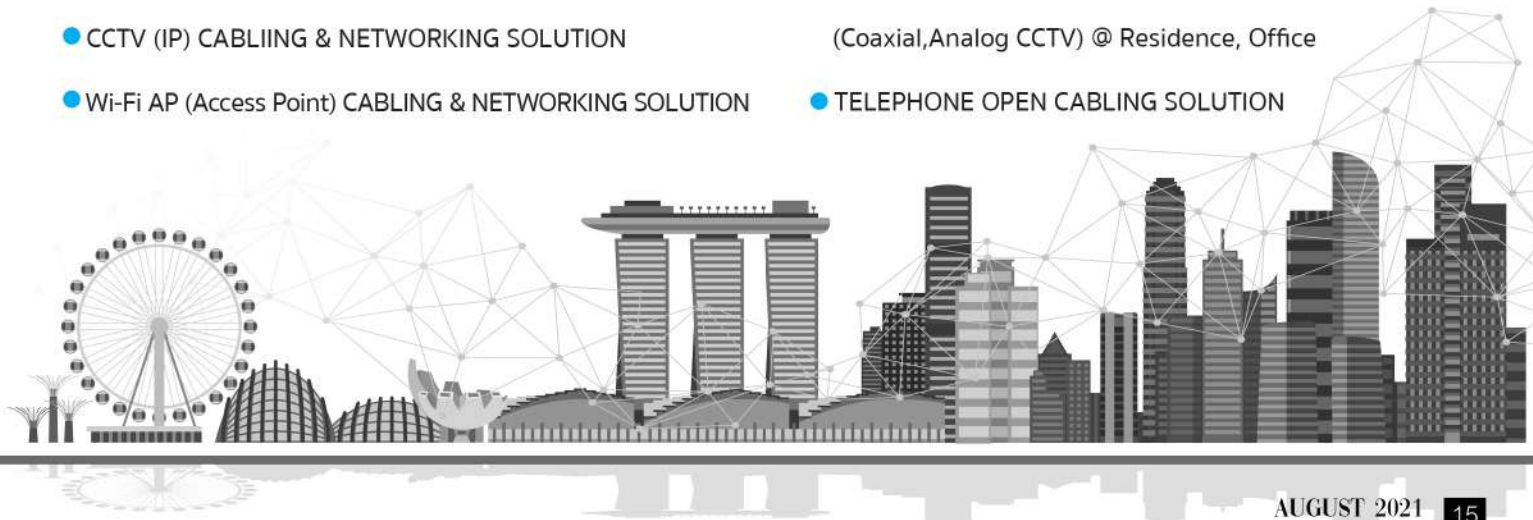 ● CCTV (IP) CABLIING & NETWORKING SOLUTION
● Wi-Fi AP (Access Point) CABLING & NETWORKING SOLUTION
(Coaxial,Analog CCTV) @ Residence, Office
● TELEPHONE OPEN CABLING SOLUTION
AUGUST 2021 15